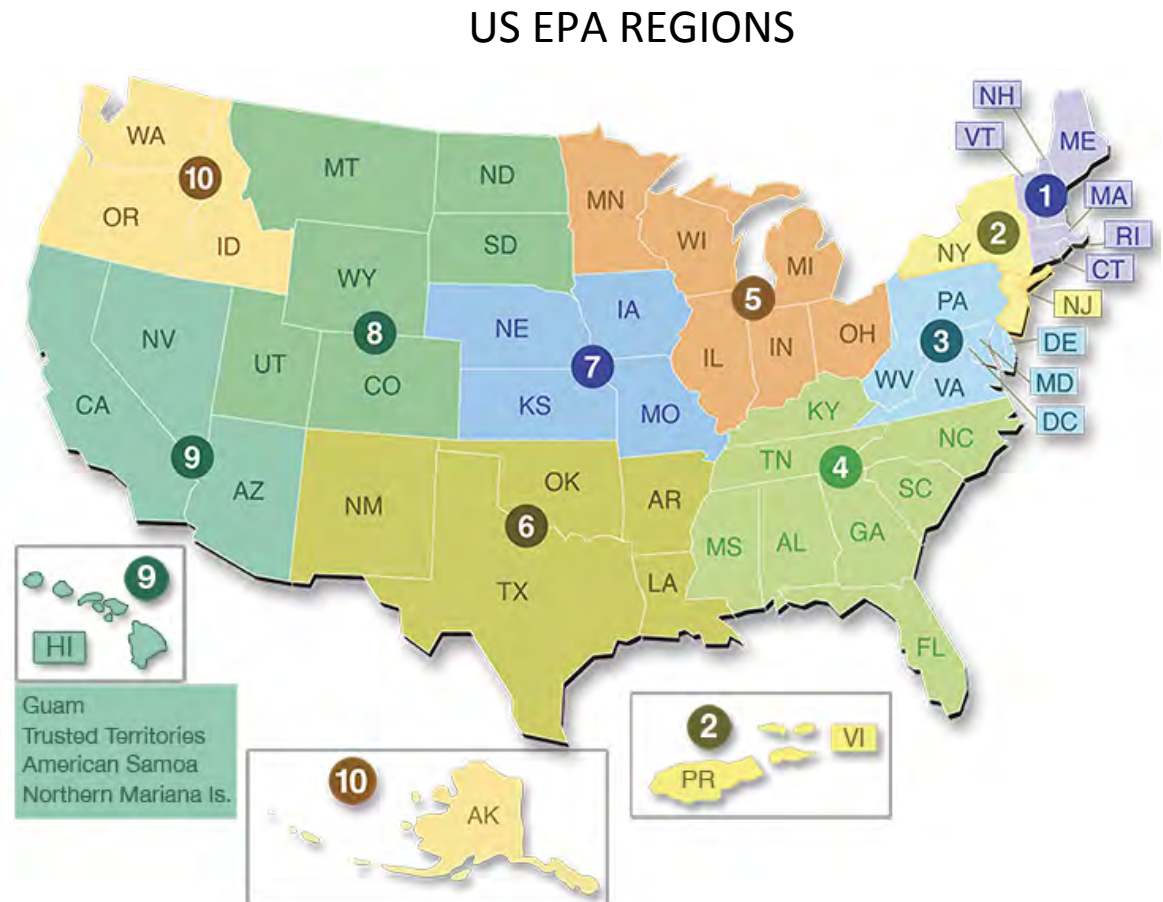 US EPA REGIONS
NH
VT
ME
WA
MT
ND
MN
10
1
MA
OR
ID
SD
WI
MI
2
NY
RI
CT
WY
5
PA
NJ
NV
8
NE
IA
3
DE
UT
CO
7
IL
IN
OH
WV
VA
MD
CA
KS
MO
KY
DC
9
AZ
NC
TN
4
NM
OK
AR
SC
6
MS
AL
GA
TX
LA
9
HI
FL
Guam
Trusted Territories
American Samoa
Northern Mariana Is.
10
AK
2
VI
PR